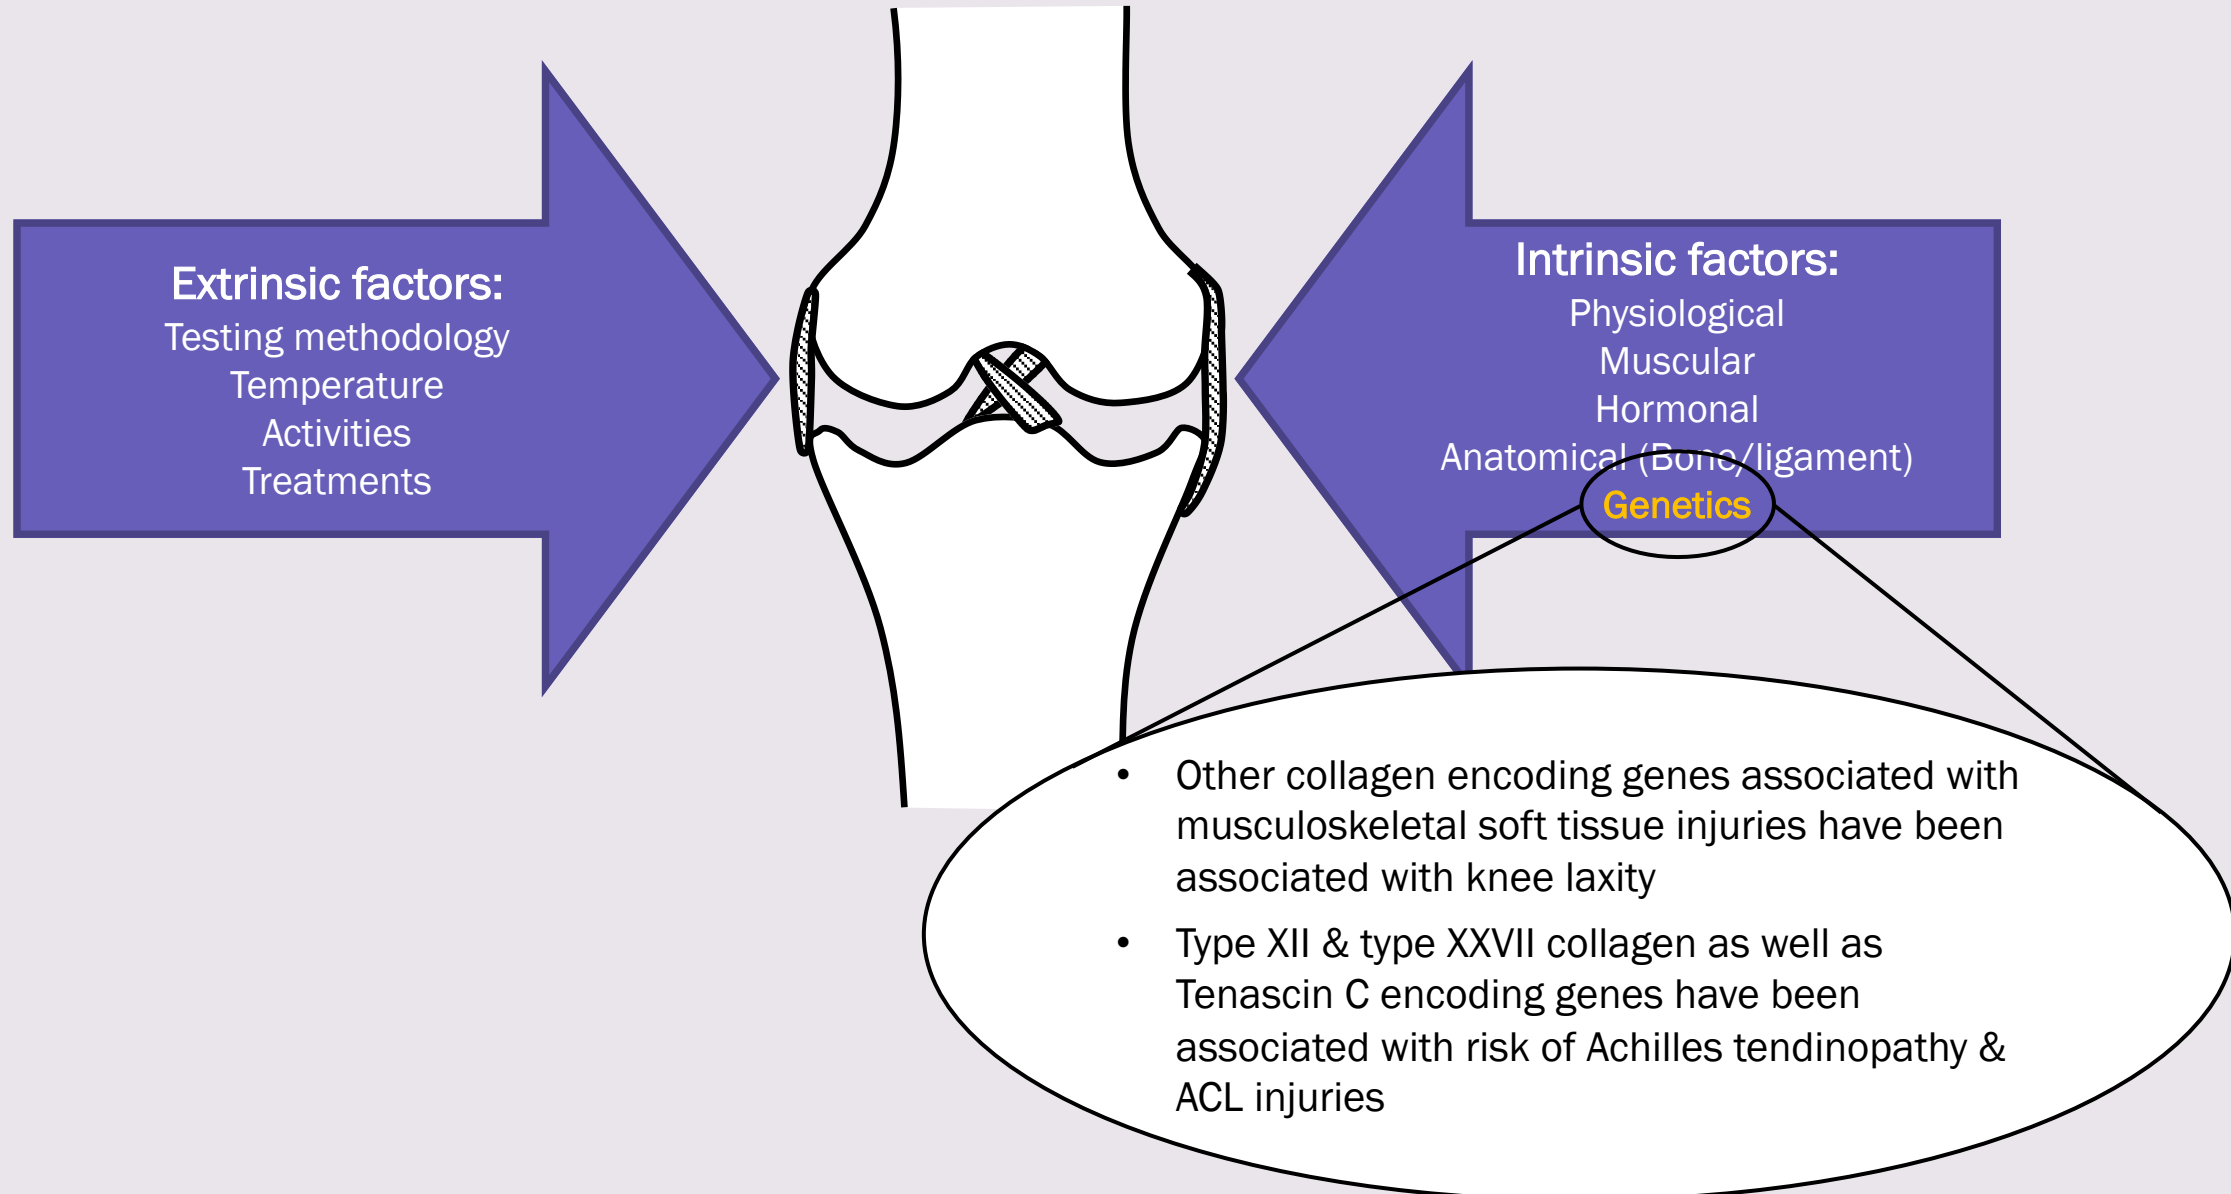 Extrinsic factors:
Testing methodology
Temperature
Activities
Treatments
Intrinsic factors:
Physiological
Muscular
Hormonal
Anatomical (Bone/ligament)
Genetics
• Other collagen encoding genes associated with
musculoskeletal soft tissue injuries have been
associated with knee laxity
• Type XII & type XXVII collagen as well as
Tenascin C encoding genes have been
associated with risk of Achilles tendinopathy &
ACL injuries